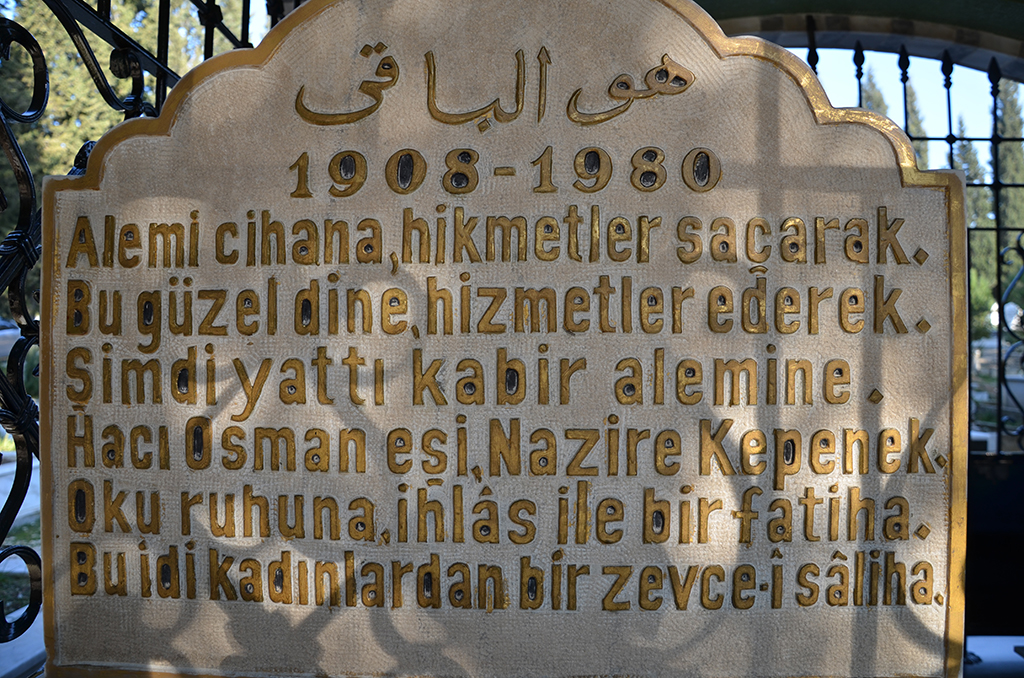 هو الباقي
1908-1980
Alemi cihana, hikmetler saçarak.
Bu güzel dine, hizmetler ederek.
Şimdi yattı kabir alemine.
Hacı Osman eşi, Nazire Kepenek.
Oku ruhuna, ihlâs ile bir fatiha.
Bu idi kadınlardan bir zevce-î sâliha.